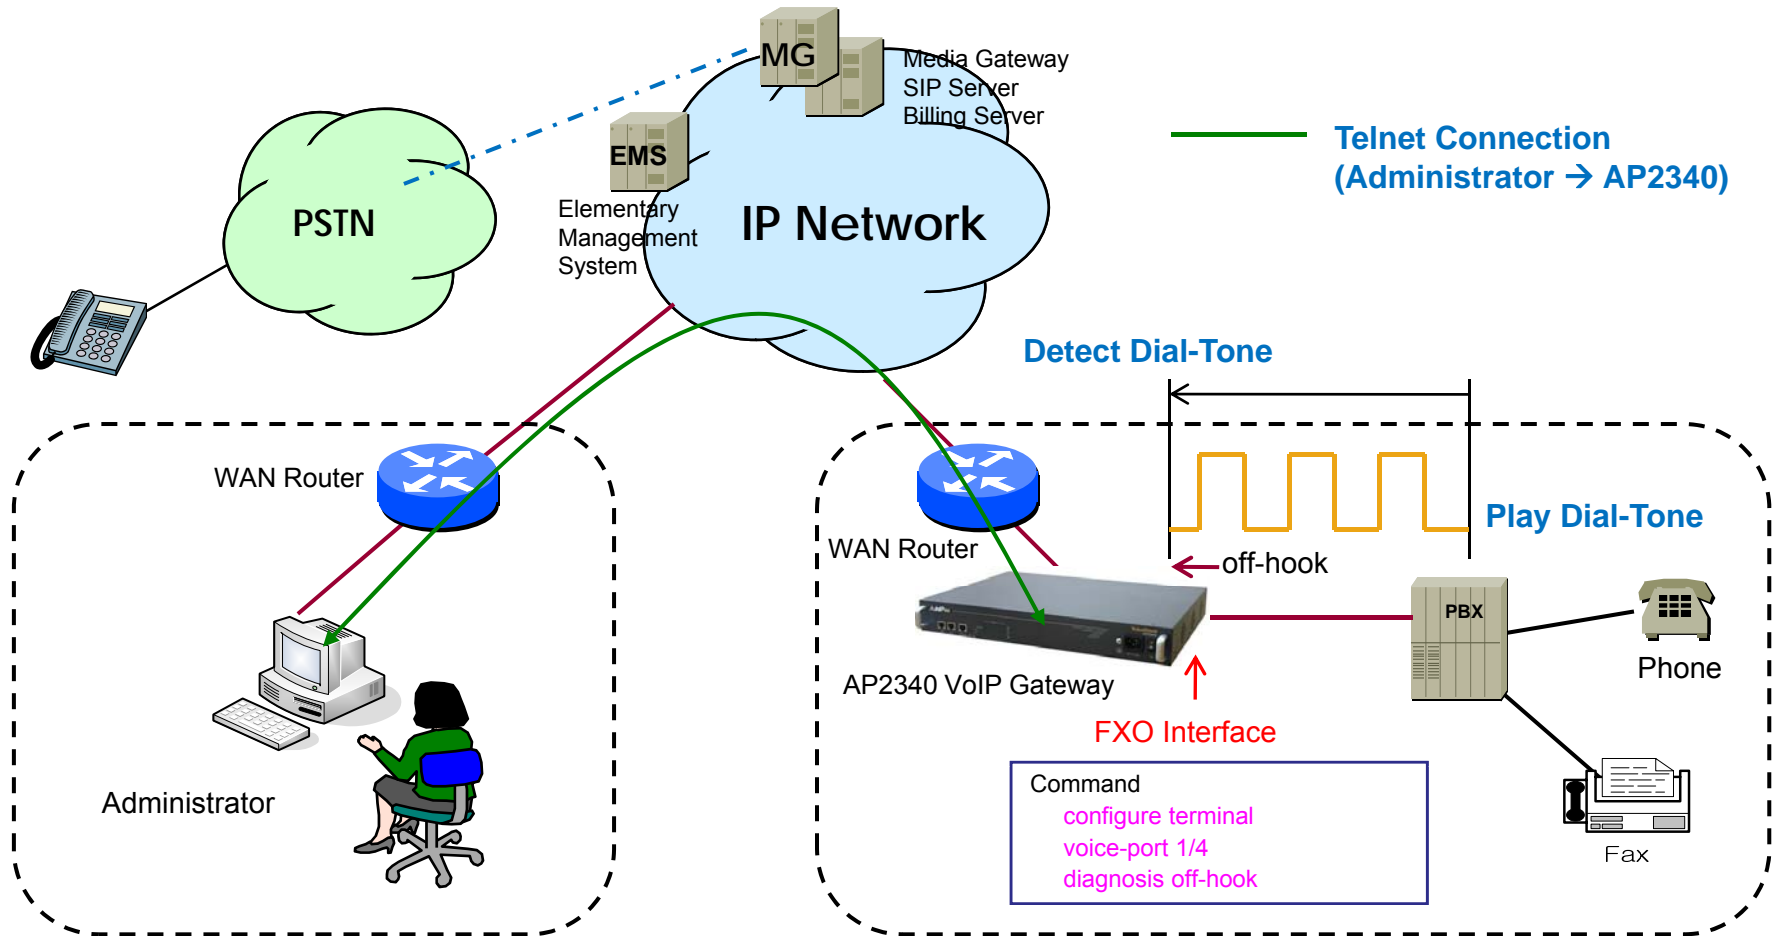 MG
Media Gateway
SIP Server
Billing Server
EMS
Elementary
Management
System
PSTN
IP Network
Telnet Connection
(Administrator → AP2340)
Detect Dial-Tone
WAN Router
WAN Router
Play Dial-Tone
off-hook
PBX
AP2340 VoIP Gateway
Phone
FXO Interface
Administrator
Command
configure terminal
voice-port 1/4
diagnosis off-hook
Fax